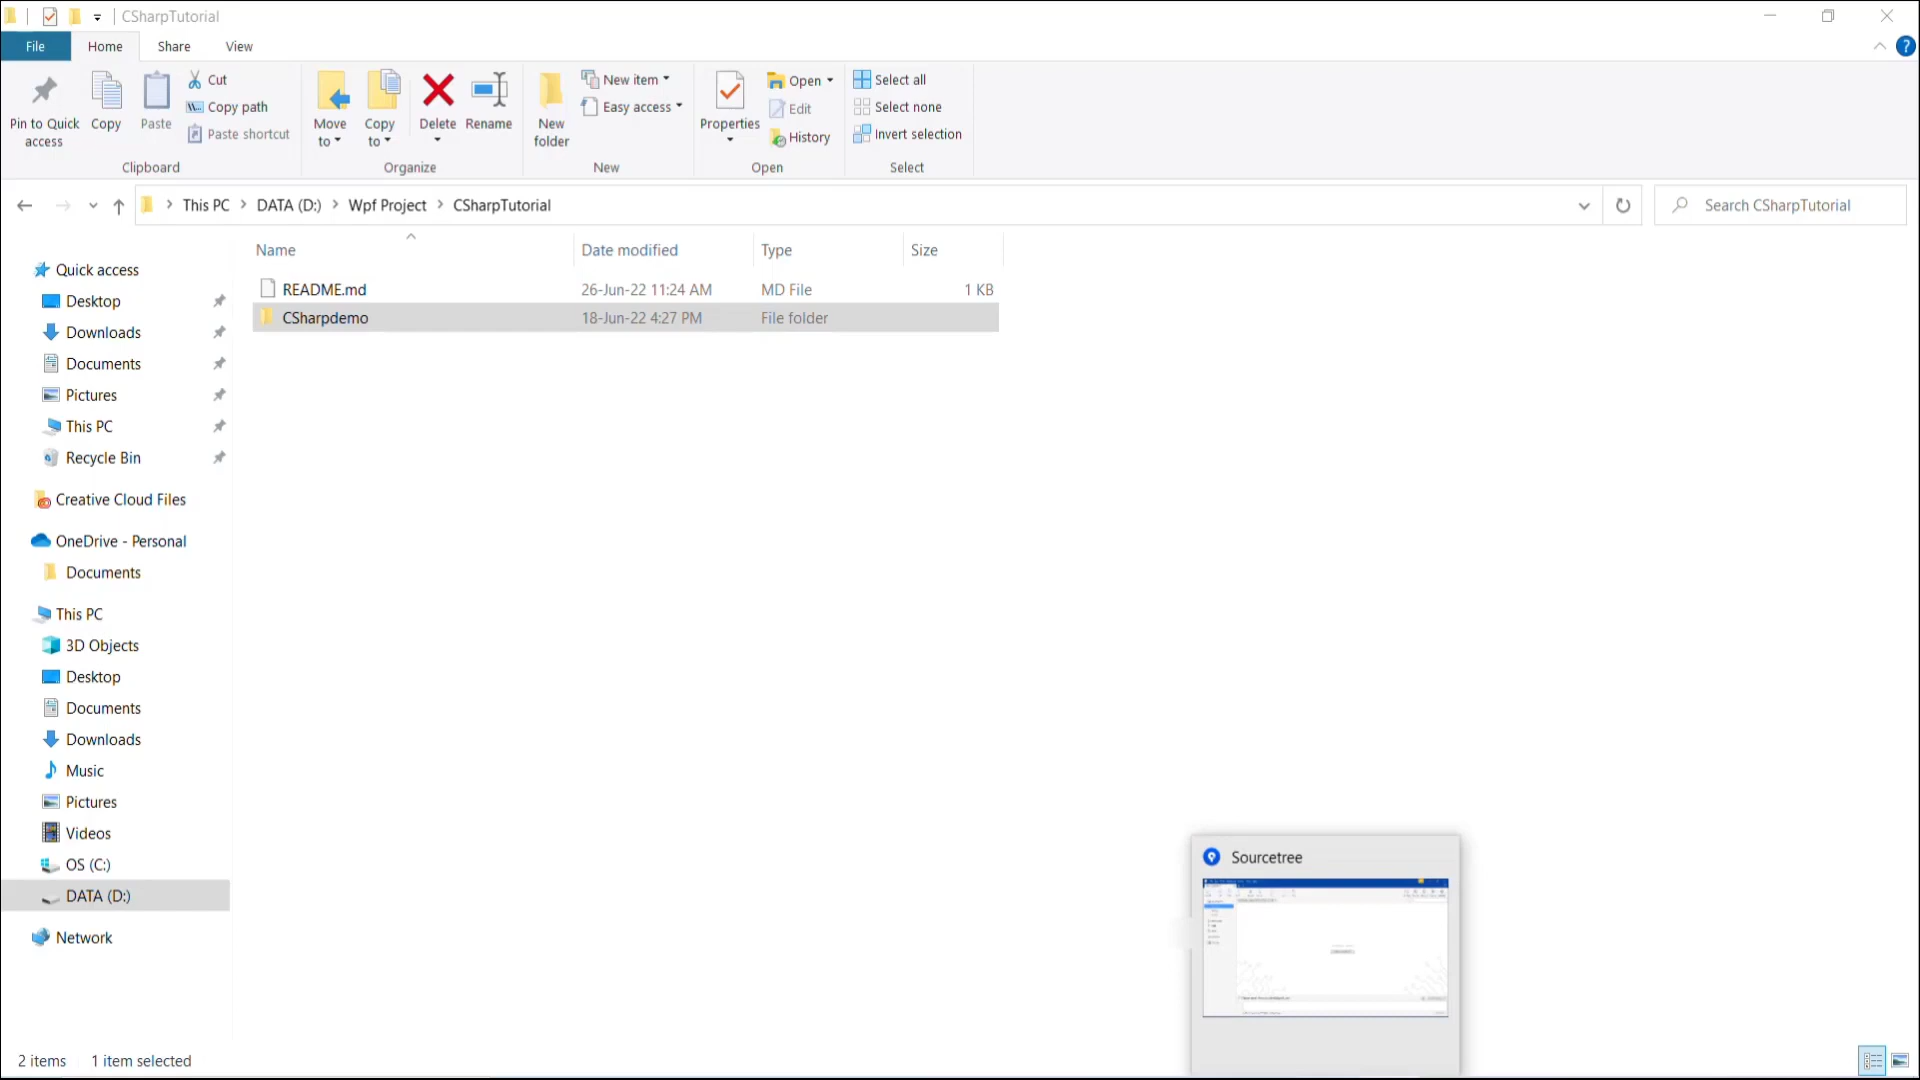 CSharpTutorial
File Home Share View
Pin to Quick access
Copy
Paste
Cut
Copy path
Paste shortcut
Clipboard
Move to
Copy to
Delete
Rename
Organize
New folder
New item
Easy access
New
Properties
Open
Edit
History
Open
Select all
Select none
Invert selection
Select
This PC DATA (D:) Wpf Project CSharpTutorial
Search CSharpTutorial
Name Date modified Type Size
README.md 26-Jun-22 11:24 AM MD File 1 KB
CSharpdemo 18-Jun-22 4:27 PM File folder
Quick access
Desktop
Downloads
Documents
Pictures
This PC
Recycle Bin
Creative Cloud Files
OneDrive - Personal
Documents
This PC
3D Objects
Desktop
Documents
Downloads
Music
Pictures
Videos
OS (C:)
DATA (D:)
Network
Sourcetree
2 items 1 item selected